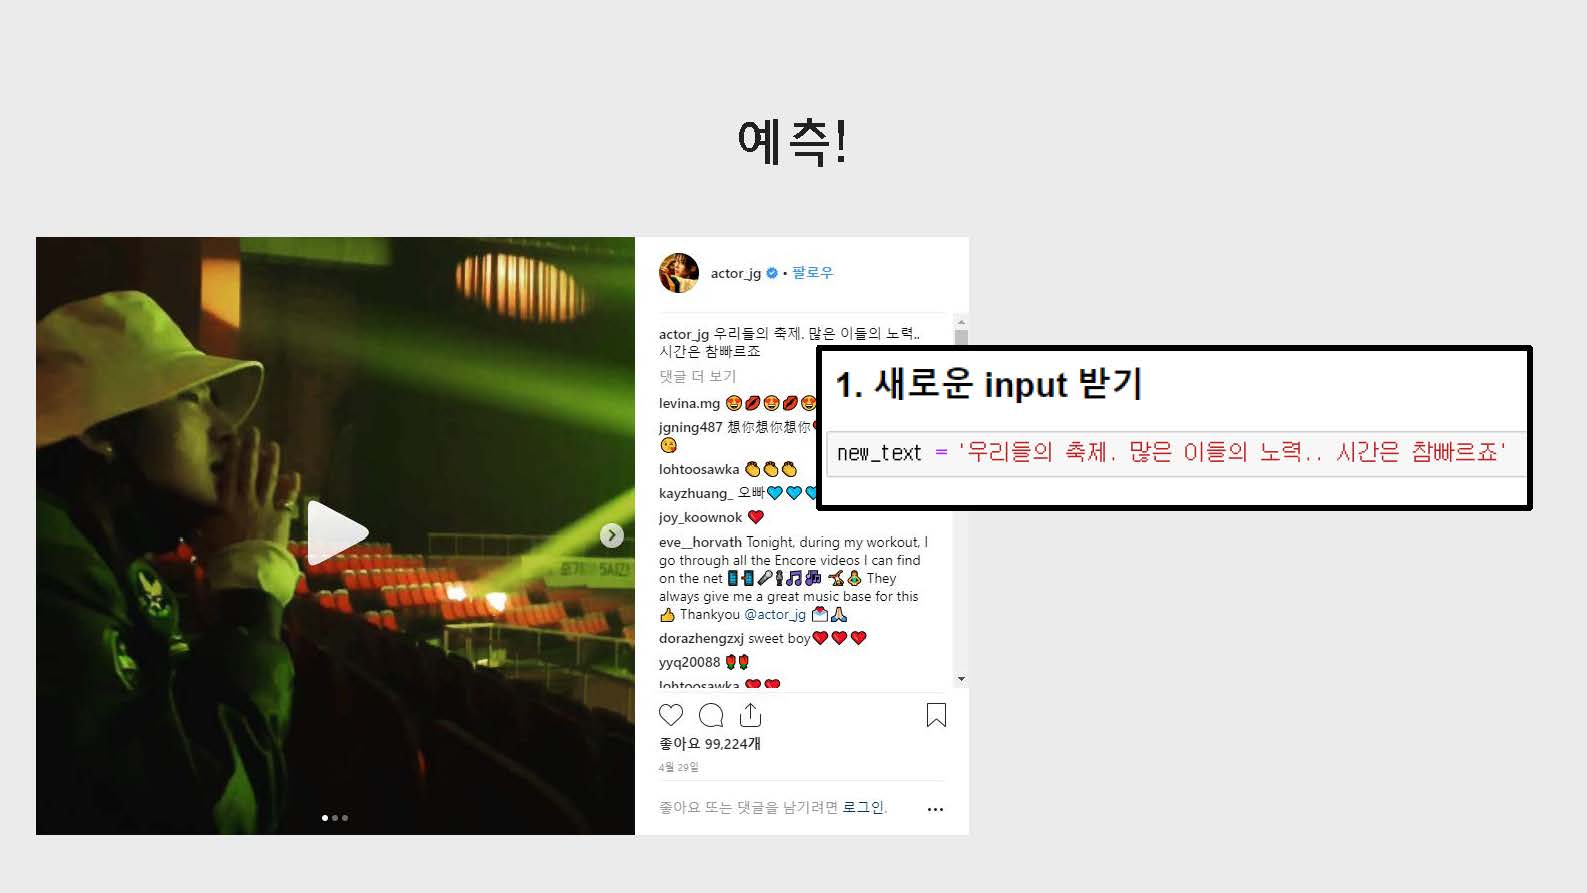 예측!
actor_jg • 팔로우
actor_jg 우리들의 축제. 많은 이들의 노력..
시간은 참빠르죠
댓글 더 보기
levina.mg 😍💋😍💋😍
jgning487 想你想你想你
😘
lohtoosawka 👏👏👏
kayzhuang_ 오빠💙💙
joy_koownok ❤️
eve__horvath Tonight, during my workout, I
go through all the Encore videos I can find
on the net They
always give me a great music base for this
👍 Thankyou @actor_jg 💌🙏
dorazhengzxj sweet boy❤️❤️❤️
yyq20088 🌹🌹
lohtoosawka ❤️❤️
좋아요 99,224개
4월 29일
좋아요 또는 댓글을 남기려면 로그인.
1. 새로운 input 받기
new_text = '우리들의 축제. 많은 이들의 노력.. 시간은 참빠르죠'